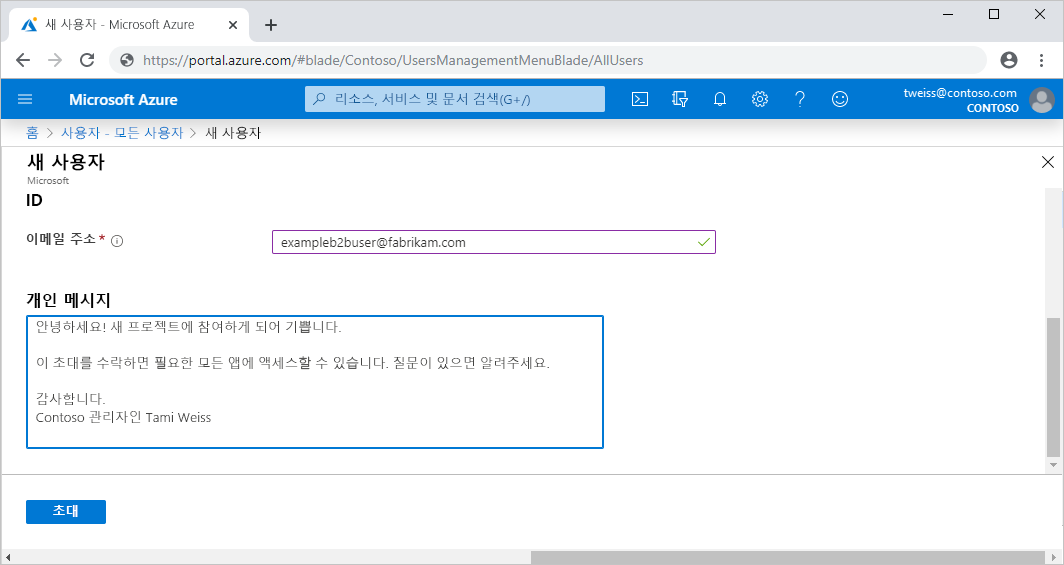 새 사용자 - Microsoft Azure
https://portal.azure.com/#blade/Contoso/UsersManagementMenuBlade/AllUsers
Microsoft Azure
리소스, 서비스 및 문서 검색(G+/)
tweiss@contoso.com
CONTOSO
홈 > 사용자 - 모든 사용자 > 새 사용자
새 사용자
Microsoft
ID
이메일 주소*
exampleb2buser@fabrikam.com
개인 메시지
안녕하세요! 새 프로젝트에 참여하게 되어 기쁩니다.
이 초대를 수락하면 필요한 모든 앱에 액세스할 수 있습니다. 질문이 있으면 알려주세요.
감사합니다.
Contoso 관리자인 Tami Weiss
초대